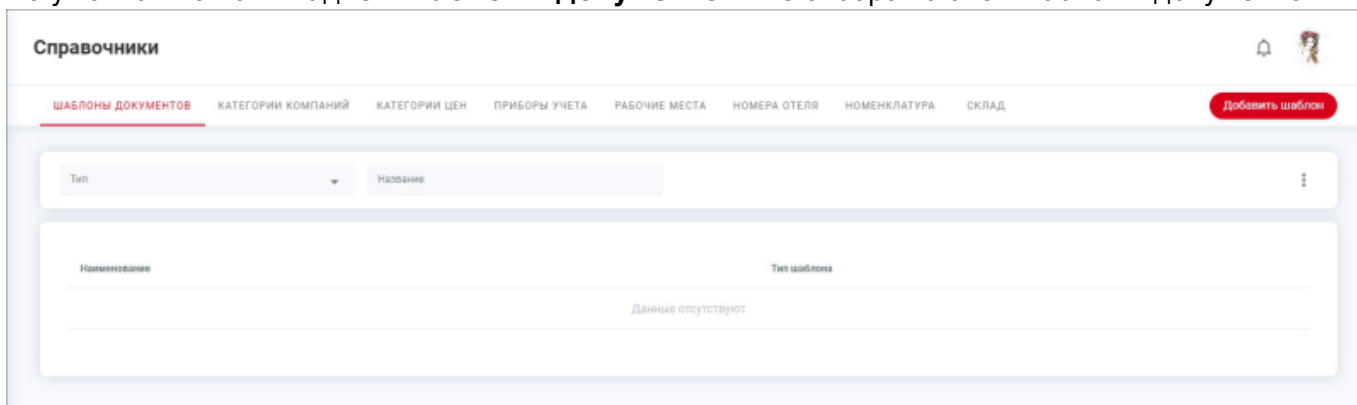 Справочники
ШАБЛОНЫ ДОКУМЕНТОВ КАТЕГОРИИ КОМПАНИЙ КАТЕГОРИИ ЦЕН ПРИБОРЫ УЧЕТА РАБОЧИЕ МЕСТА НОМЕРА ОТЕЛЯ НОМЕНКЛАТУРА СКЛАД Добавить шаблон
Тип Название
Наименование Тип шаблона
Данные отсутствуют